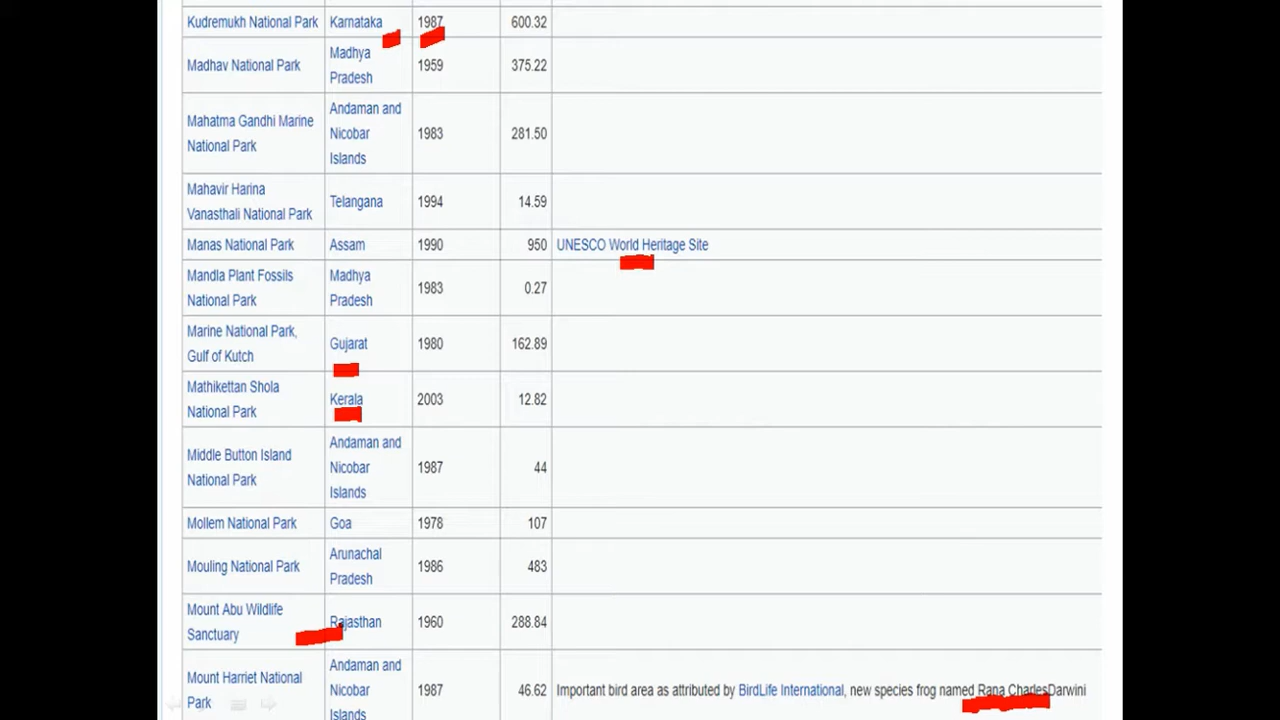 Kudremukh National Park Karnataka 1987 600.32
Madhav National Park Madhya Pradesh 1959 375.22
Mahatma Gandhi Marine National Park Andaman and Nicobar Islands 1983 281.50
Mahavir Harina Vanasthali National Park Telangana 1994 14.59
Manas National Park Assam 1990 950 UNESCO World Heritage Site
Mandla Plant Fossils National Park Madhya Pradesh 1983 0.27
Marine National Park, Gulf of Kutch Gujarat 1980 162.89
Mathikettan Shola National Park Kerala 2003 12.82
Middle Button Island National Park Andaman and Nicobar Islands 1987 44
Mollem National Park Goa 1978 107
Mouling National Park Arunachal Pradesh 1986 483
Mount Abu Wildlife Sanctuary Rajasthan 1960 288.84
Mount Harriet National Park Andaman and Nicobar Islands 1987 46.62 Important bird area as attributed by BirdLife International, new species frog named Rana CharlesDarwini